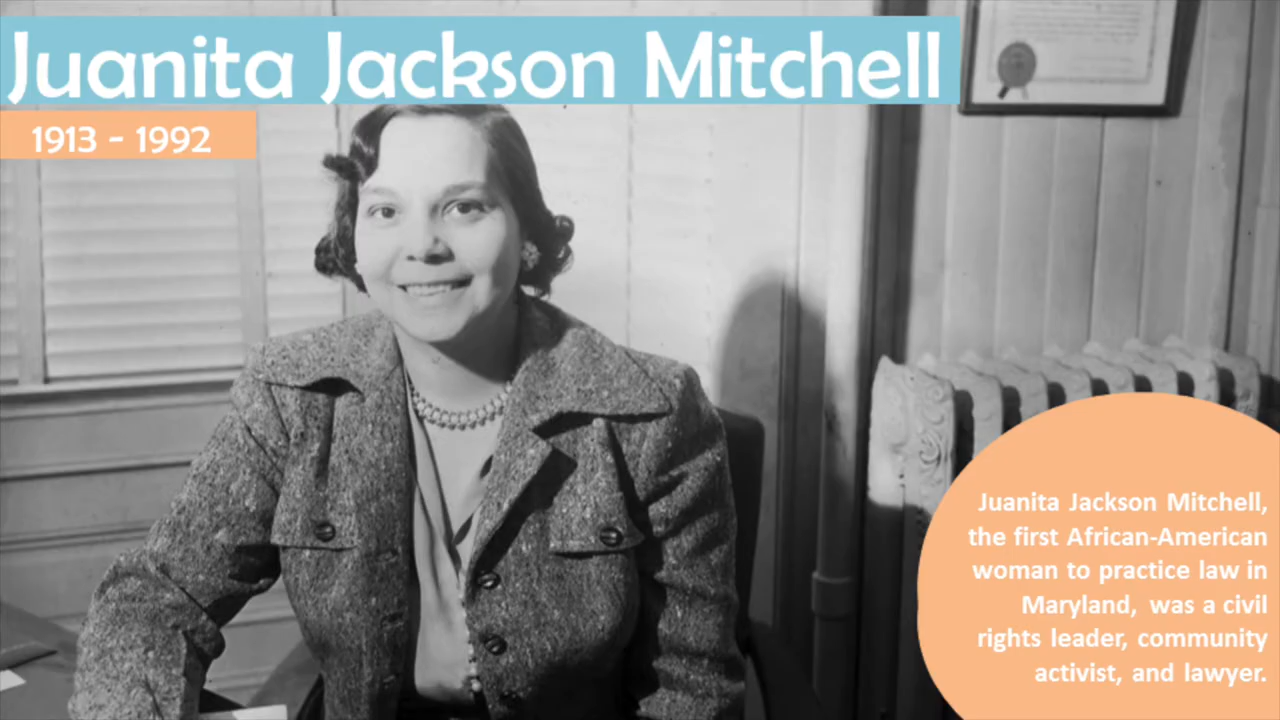 Juanita Jackson Mitchell
1913 - 1992
Juanita Jackson Mitchell,
the first African-American
woman to practice law in
Maryland, was a civil
rights leader, community
activist, and lawyer.